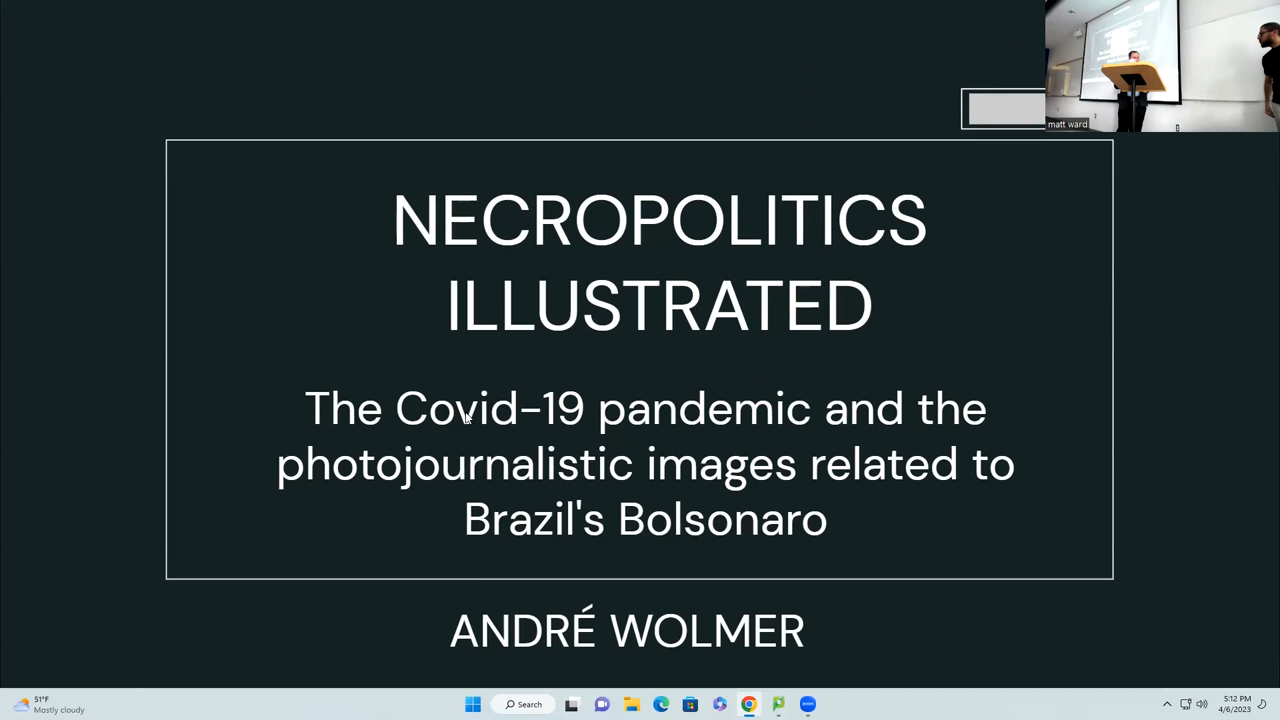 matt ward
NECROPOLITICS
ILLUSTRATED
The Covid-19 pandemic and the
photojournalistic images related to
Brazil's Bolsonaro
ANDRÉ WOLMER
51°F
Mostly cloudy
Search
zoom
5:12 PM
4/6/2023